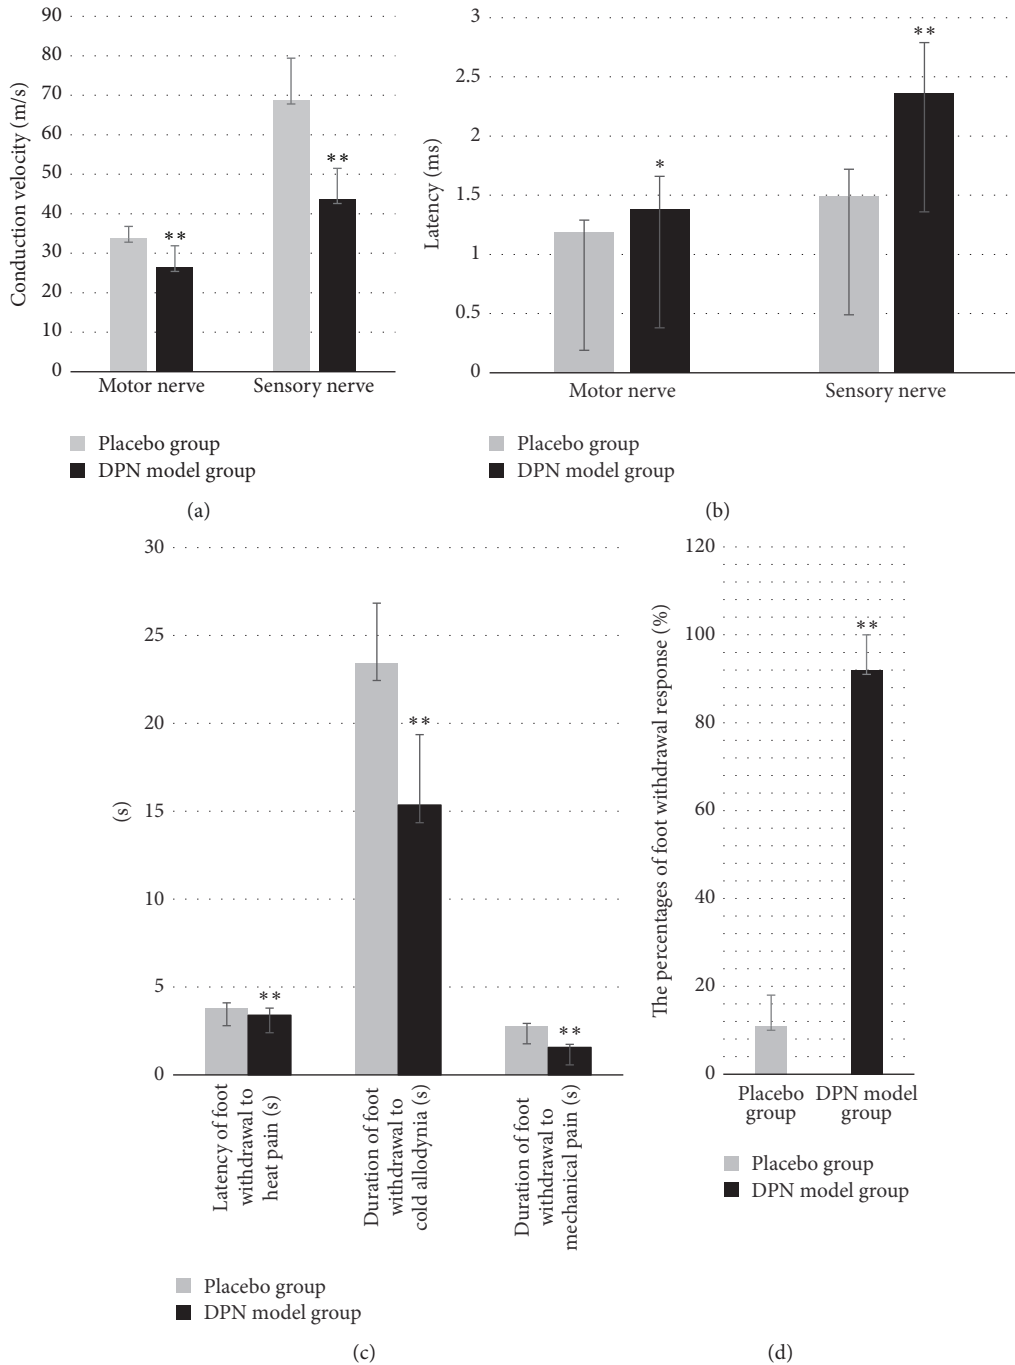 90
80
70
60
50
40
30
20
10
0
Conduction velocity (m/s)
**
**
Motor nerve
Sensory nerve
Placebo group
DPN model group
(a)
3
2.5
2
1.5
1
0.5
0
Latency (ms)
*
**
Motor nerve
Sensory nerve
Placebo group
DPN model group
(b)
30
25
20
15
10
5
0
(s)
**
**
**
Latency of foot
withdrawal to
heat pain (s)
Duration of foot
withdrawal to
cold allodynia (s)
Duration of foot
withdrawal to
mechanical pain (s)
Placebo group
DPN model group
(c)
120
100
80
60
40
20
0
The percentages of foot withdrawal response (%)
**
Placebo
group
DPN model
group
Placebo group
DPN model group
(d)